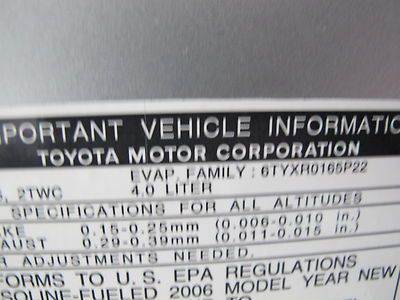 IMPORTANT VEHICLE INFORMATIO
TOYOTA MOTOR CORPORATION
EVAP. FAMILY : 6TYXR0165P22
, 2TWC 4.0 LITER
SPECIFICATIONS FOR ALL ALTITUDES
AKE 0.15-0.25mm (0.006-0.010 in.)
AUST 0.29-0.39mm (0.011-0.015 in.)
R ADJUSTMENTS NEEDED.
FORMS TO U.S. EPA REGULATIONS
SOLINE-FUELED 2006 MODEL YEAR NEW